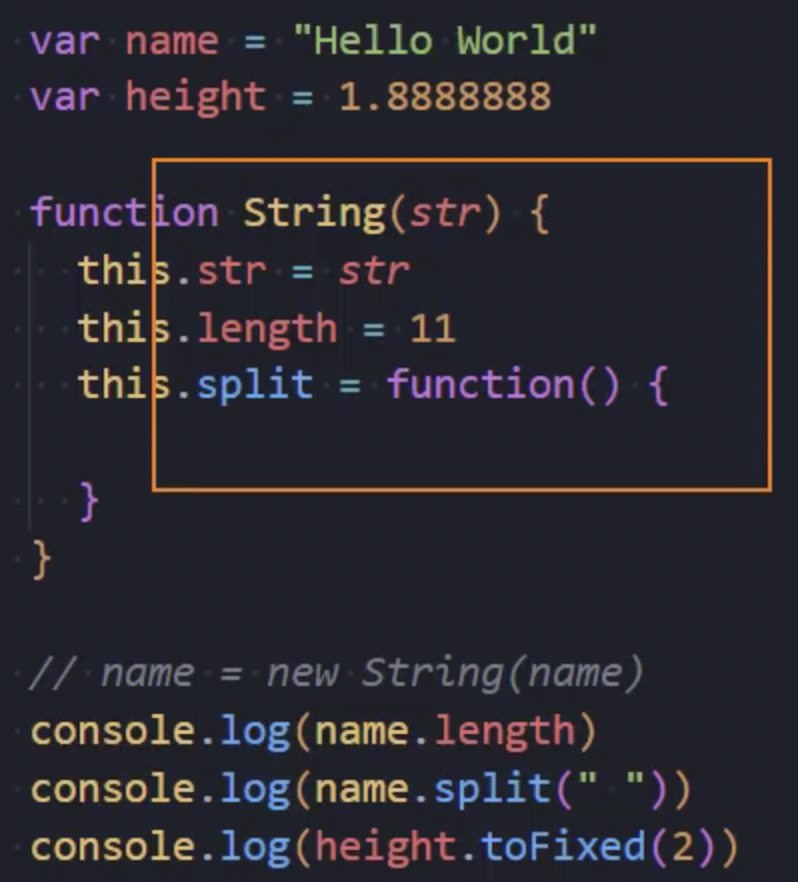 var name = "Hello World"
var height = 1.8888888
function String(str) {
this.str = str
this.length = 11
this.split = function() {
}
}
// name = new String(name)
console.log(name.length)
console.log(name.split(" "))
console.log(height.toFixed(2))